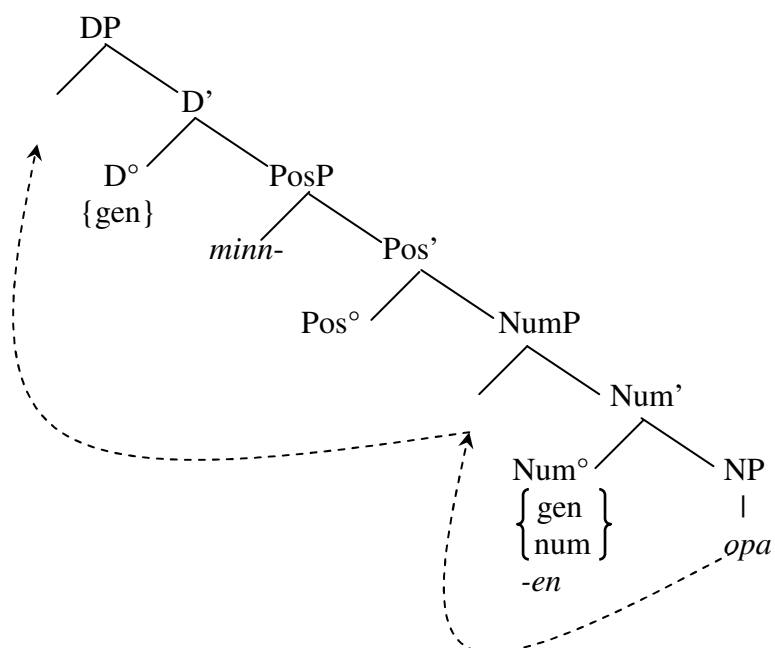 DP
D’
D° PosP
{gen}
minn- Pos’
Pos° NumP
Num’
Num° NP
{gen
num}
opa
-en